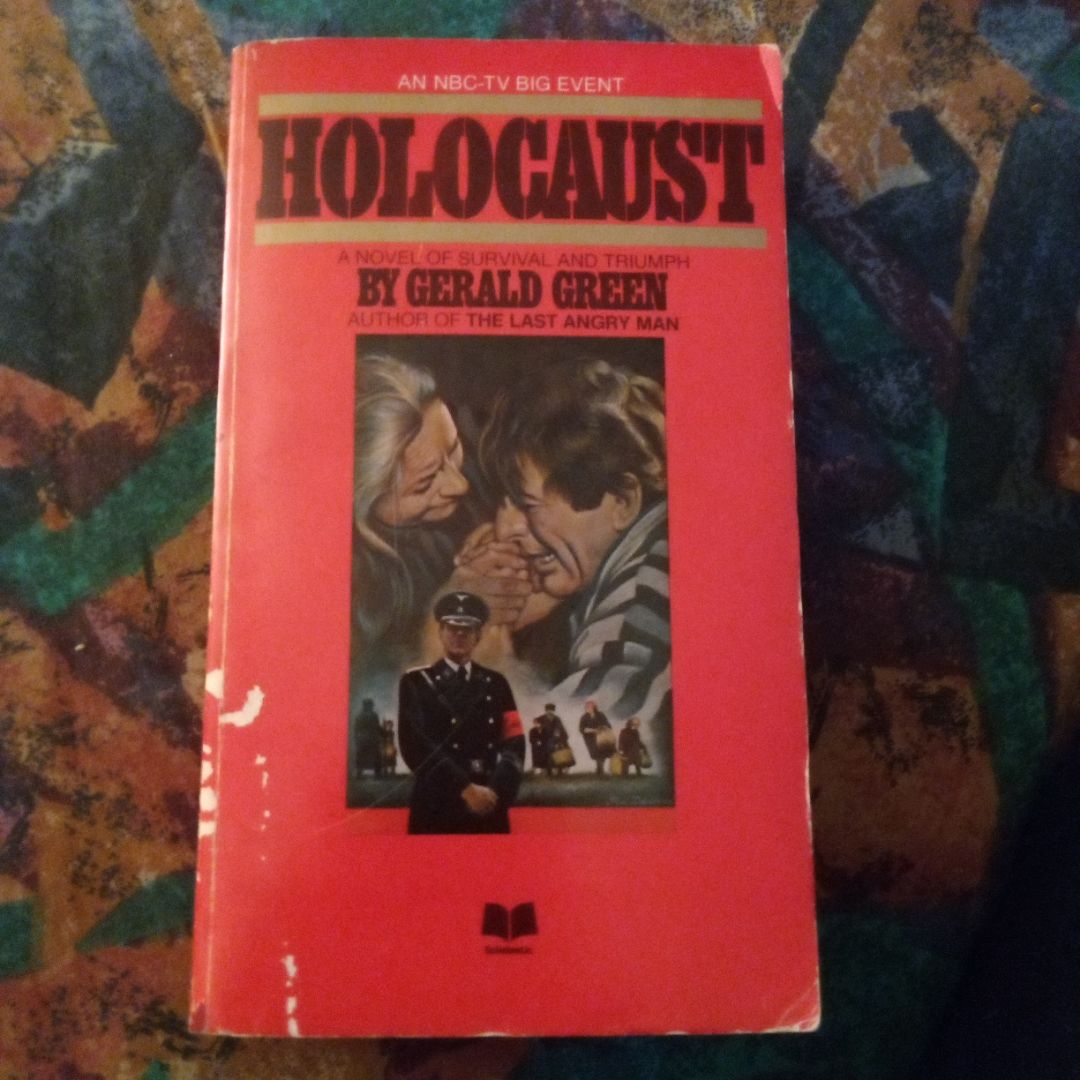 AN NBC-TV BIG EVENT
HOLOCAUST
A NOVEL OF SURVIVAL AND TRIUMPH
BY GERALD GREEN
AUTHOR OF THE LAST ANGRY MAN
Scholastic